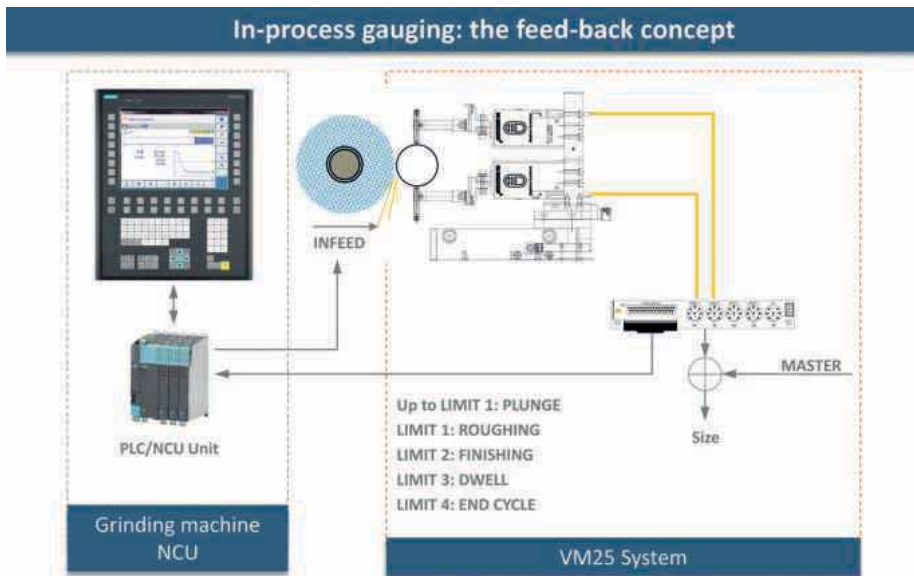 In-process gauging: the feed-back concept
INFEED
MASTER
Size
PLC/NCU Unit
Up to LIMIT 1: PLUNGE
LIMIT 1: ROUGHING
LIMIT 2: FINISHING
LIMIT 3: DWELL
LIMIT 4: END CYCLE
Grinding machine
NCU
VM25 System